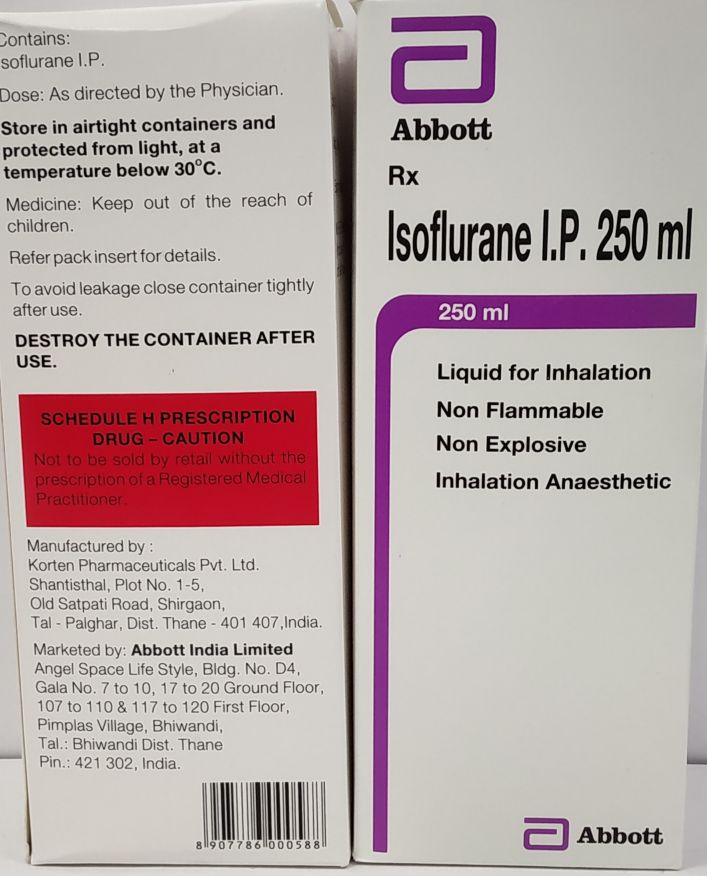 Contains:
Isoflurane I.P.
Dose: As directed by the Physician.
Store in airtight containers and
protected from light, at a
temperature below 30°C.
Medicine: Keep out of the reach of
children.
Refer pack insert for details.
To avoid leakage close container tightly
after use.
DESTROY THE CONTAINER AFTER
USE.
SCHEDULE H PRESCRIPTION
DRUG – CAUTION
Not to be sold by retail without the
prescription of a Registered Medical
Practitioner.
Manufactured by :
Korten Pharmaceuticals Pvt. Ltd.
Shantisthal, Plot No. 1-5,
Old Satpati Road, Shirgaon,
Tal - Palghar, Dist. Thane - 401 407,India.
Marketed by: Abbott India Limited
Angel Space Life Style, Bldg. No. D4,
Gala No. 7 to 10, 17 to 20 Ground Floor,
107 to 110 & 117 to 120 First Floor,
Pimplas Village, Bhiwandi,
Tal.: Bhiwandi Dist. Thane
Pin.: 421 302, India.
8 907786 000588
Abbott
Rx
Isoflurane I.P. 250 ml
250 ml
Liquid for Inhalation
Non Flammable
Non Explosive
Inhalation Anaesthetic
Abbott